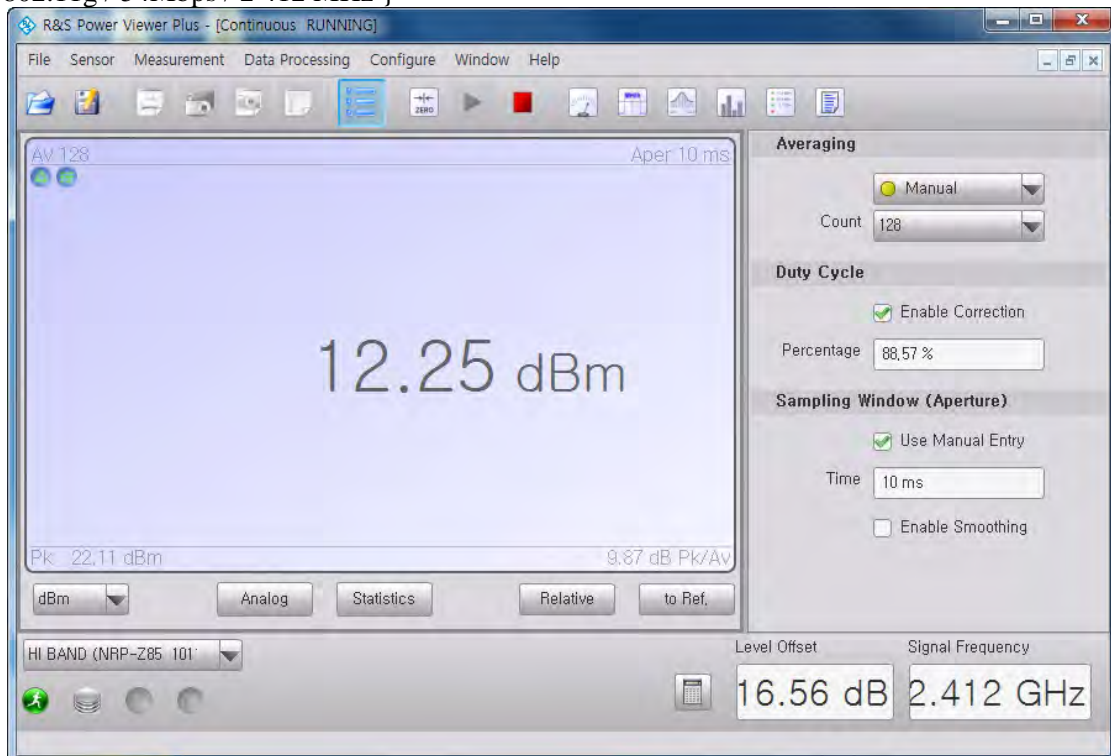 R&S Power Viewer Plus - [Continuous RUNNING]
File Sensor Measurement Data Processing Configure Window Help
ZERO
AV 128 Aper 10 ms
12.25 dBm
Pk 22,11 dBm 9,87 dB Pk/Av
dBm Analog Statistics Relative to Ref,
Averaging
Manual
Count 128
Duty Cycle
Enable Correction
Percentage 88,57 %
Sampling Window (Aperture)
Use Manual Entry
Time 10 ms
Enable Smoothing
HI BAND (NRP-Z85 101
Level Offset Signal Frequency
16.56 dB 2.412 GHz